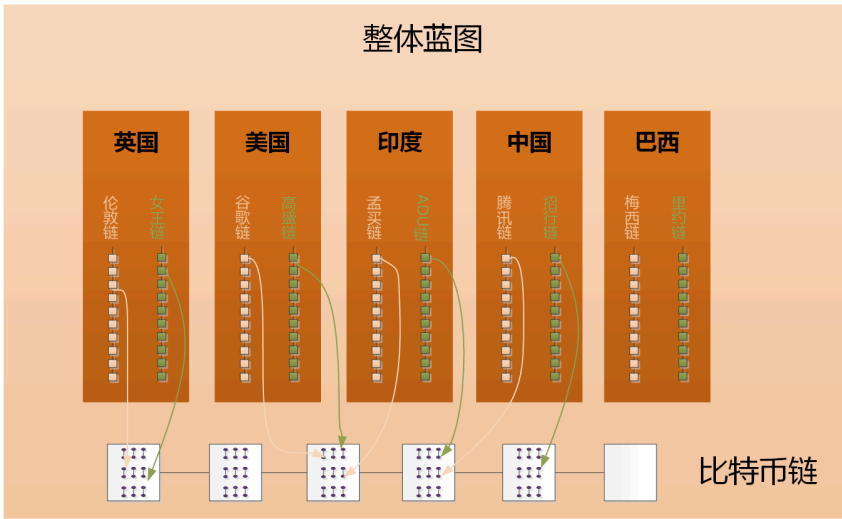 整体蓝图
英国
美国
印度
中国
巴西
伦敦链
女王链
谷歌链
高盛链
孟买链
ADU链
腾讯链
招行链
梅西链
里约链
比特币链